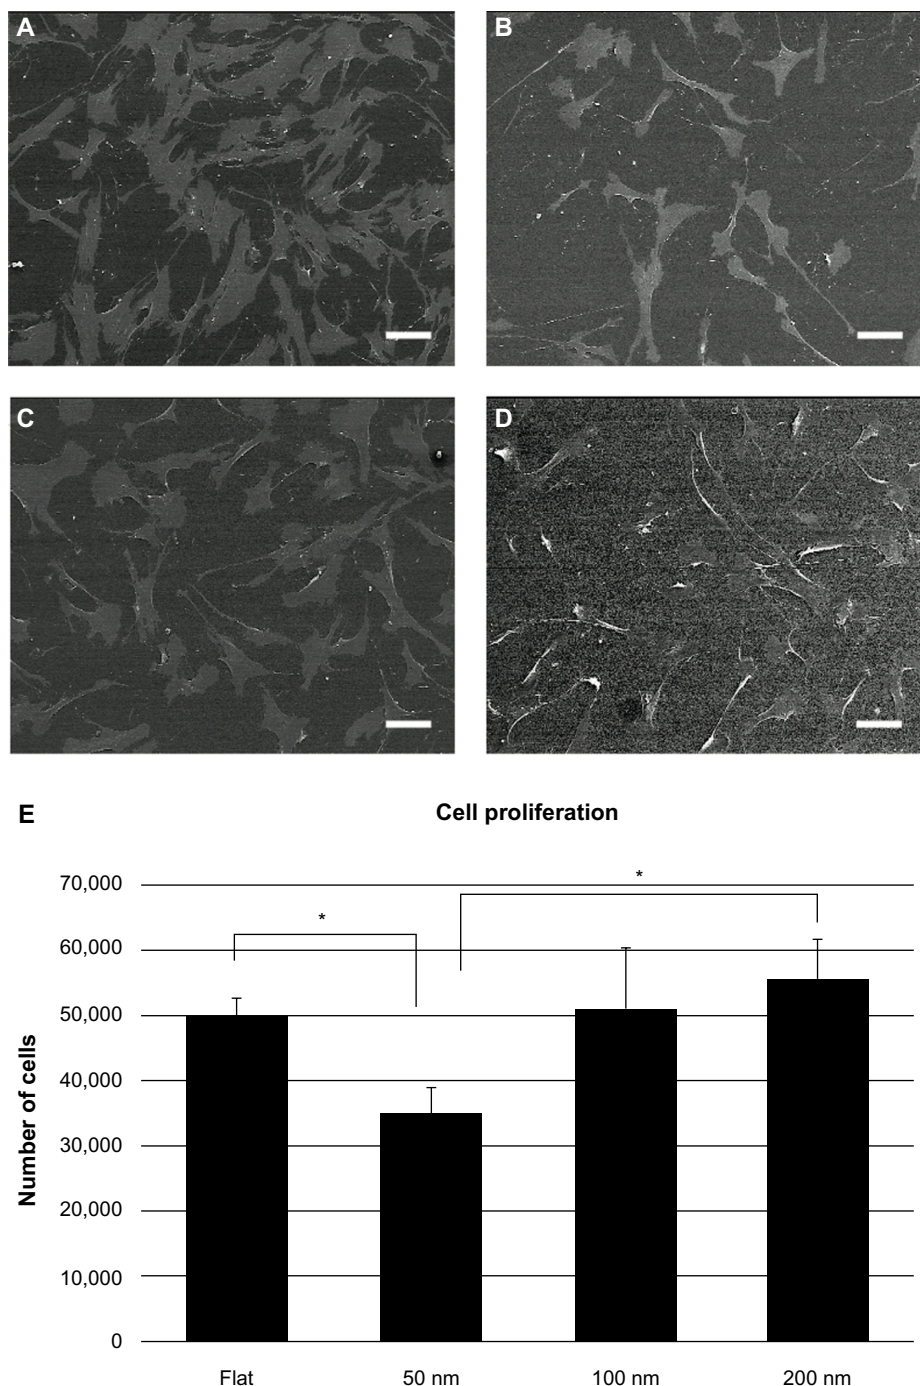 A
B
C
D
E
Cell proliferation
70,000
60,000
50,000
40,000
30,000
20,000
10,000
0
Number of cells
*
*
Flat
50 nm
100 nm
200 nm